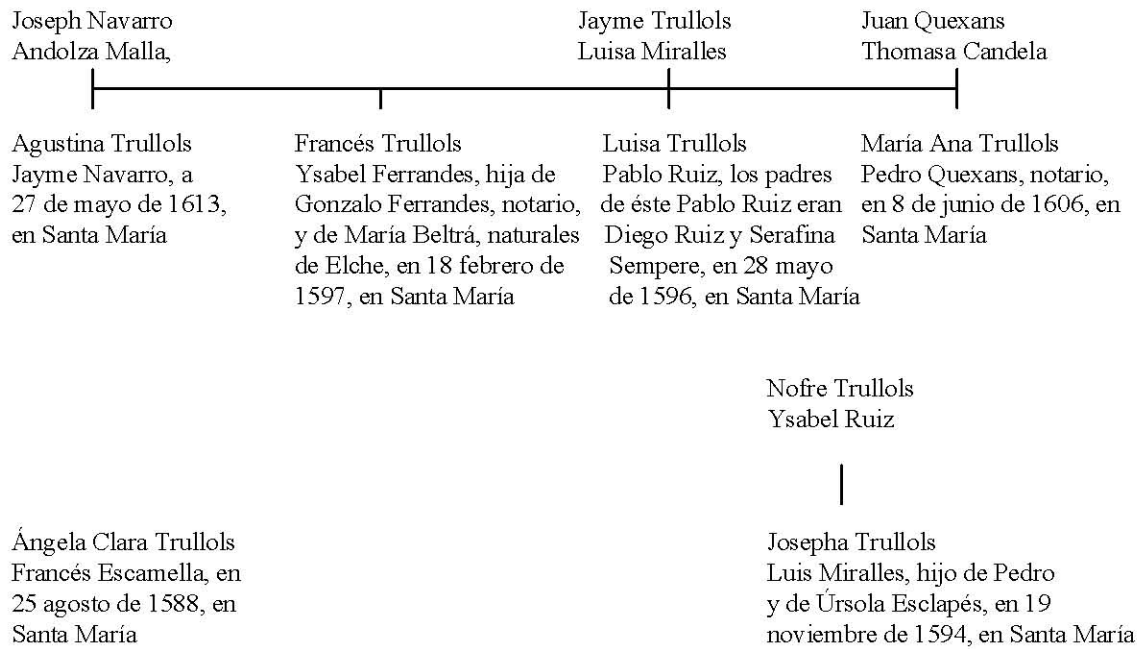 Joseph Navarro
Andolza Malla,
Jayme Trullols
Luisa Miralles
Juan Quexans
Thomasa Candela
Agustina Trullols
Jayme Navarro, a
27 de mayo de 1613,
en Santa María
Francés Trullols
Ysabel Ferrandes, hija de
Gonzalo Ferrandes, notario,
y de María Beltrá, naturales
de Elche, en 18 febrero de
1597, en Santa María
Luisa Trullols
Pablo Ruiz, los padres
de éste Pablo Ruiz eran
Diego Ruiz y Serafina
Sempere, en 28 mayo
de 1596, en Santa María
María Ana Trullols
Pedro Quexans, notario,
en 8 de junio de 1606, en
Santa María
Nofre Trullols
Ysabel Ruiz
Ángela Clara Trullols
Francés Escamella, en
25 agosto de 1588, en
Santa María
Josepha Trullols
Luis Miralles, hijo de Pedro
y de Úrsola Esclapés, en 19
noviembre de 1594, en Santa María